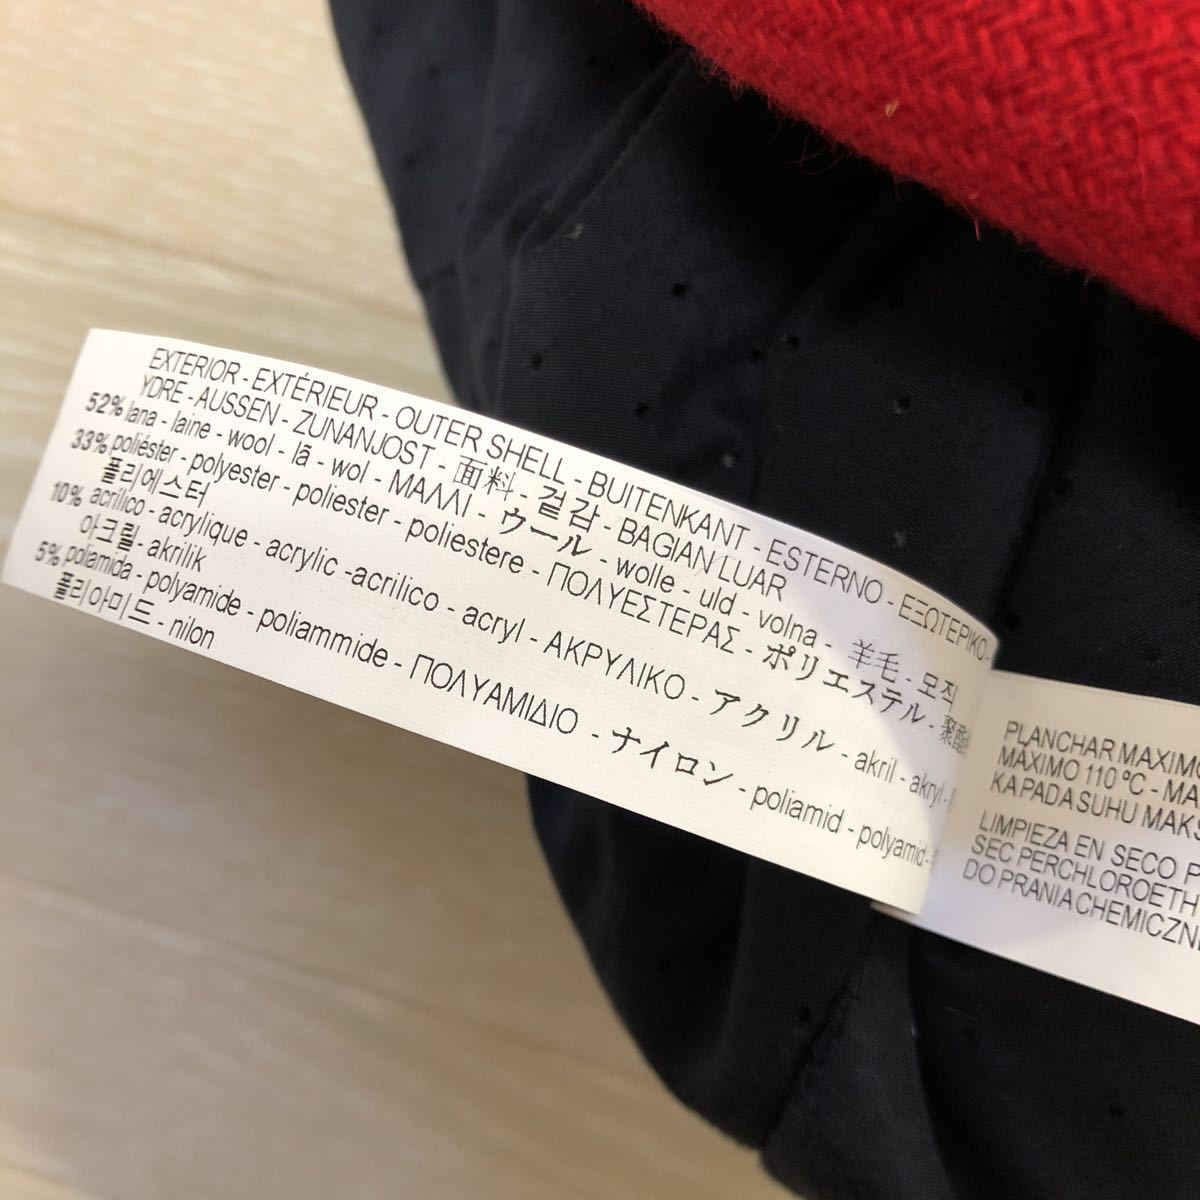 EXTERIOR - EXTÉRIEUR - OUTER SHELL - BUITENKANT - ESTERNO - ΕΞΩΤΕΡΙΚΟ -
YDRE - AUSSEN - ZUNANJOST - 面料 - 겉감 - BAGIAN LUAR
52% lana - laine - wool - lã - wol - ΜΑΛΛΙ - ウール - wolle - uld - volna - 羊毛 - 모직
33% poliéster - polyester - poliester - poliestere - ΠΟΛΥΕΣΤΕΡΑΣ - ポリエステル - 聚酯
폴리에스터
10% acrílico - acrylique - acrylic -acrilico - acryl - ΑΚΡΥΛΙΚΟ - アクリル - akril - akryl -
아크릴 - akrilik
5% poliamida - polyamide - poliammide - ΠΟΛΥΑΜΙΔΙΟ - ナイロン - poliamid - polyamid -
폴리아미드 - nilon
PLANCHAR MAXIMO
MÁXIMO 110 ºC - MA
KA PADA SUHU MAKS
LIMPIEZA EN SECO P
SEC PERCHLOROETH
DO PRANIA CHEMICZN